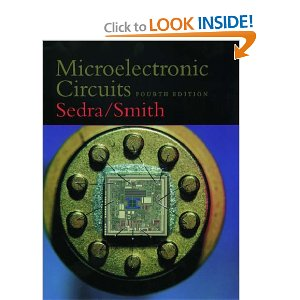 Click to
LOOK INSIDE!
Microelectronic
Circuits FOURTH EDITION
Sedra/Smith